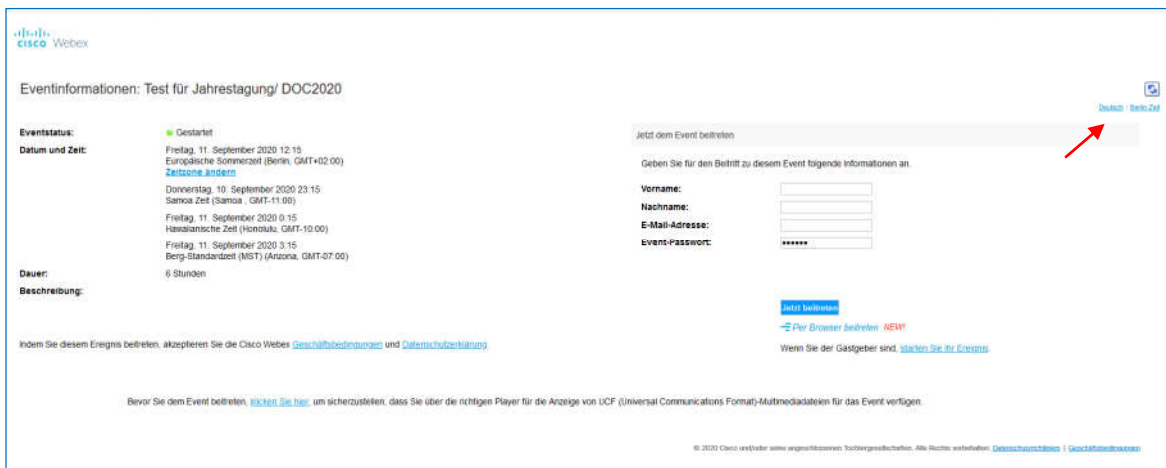 CISCO Webex
Eventinformationen: Test für Jahrestagung/ DOC2020
Deutsch | Berlin Zeit
Eventstatus: Gestartet
Datum und Zeit: Freitag, 11. September 2020 12:15
Europäische Sommerzeit (Berlin, GMT+02:00)
Zeitzone ändern
Donnerstag, 10. September 2020 23:15
Samoa Zeit (Samoa , GMT-11:00)
Freitag, 11. September 2020 0:15
Hawaiianische Zeit (Honolulu, GMT-10:00)
Freitag, 11. September 2020 3:15
Berg-Standardzeit (MST) (Arizona, GMT-07:00)
Dauer: 6 Stunden
Beschreibung:
Indem Sie diesem Ereignis beitreten, akzeptieren Sie die Cisco Webex Geschäftsbedingungen und Datenschutzerklärung.
Jetzt dem Event beitreten
Geben Sie für den Beitritt zu diesem Event folgende Informationen an.
Vorname:
Nachname:
E-Mail-Adresse:
Event-Passwort: ••••••
Jetzt beitreten
Per Browser beitreten NEW!
Wenn Sie der Gastgeber sind, starten Sie Ihr Ereignis.
Bevor Sie dem Event beitreten, klicken Sie hier, um sicherzustellen, dass Sie über die richtigen Player für die Anzeige von UCF (Universal Communications Format)-Multimediadateien für das Event verfügen.
© 2020 Cisco und/oder seine angeschlossenen Tochtergesellschaften. Alle Rechte vorbehalten. Datenschutzrichtlinien | Geschäftsbedingungen